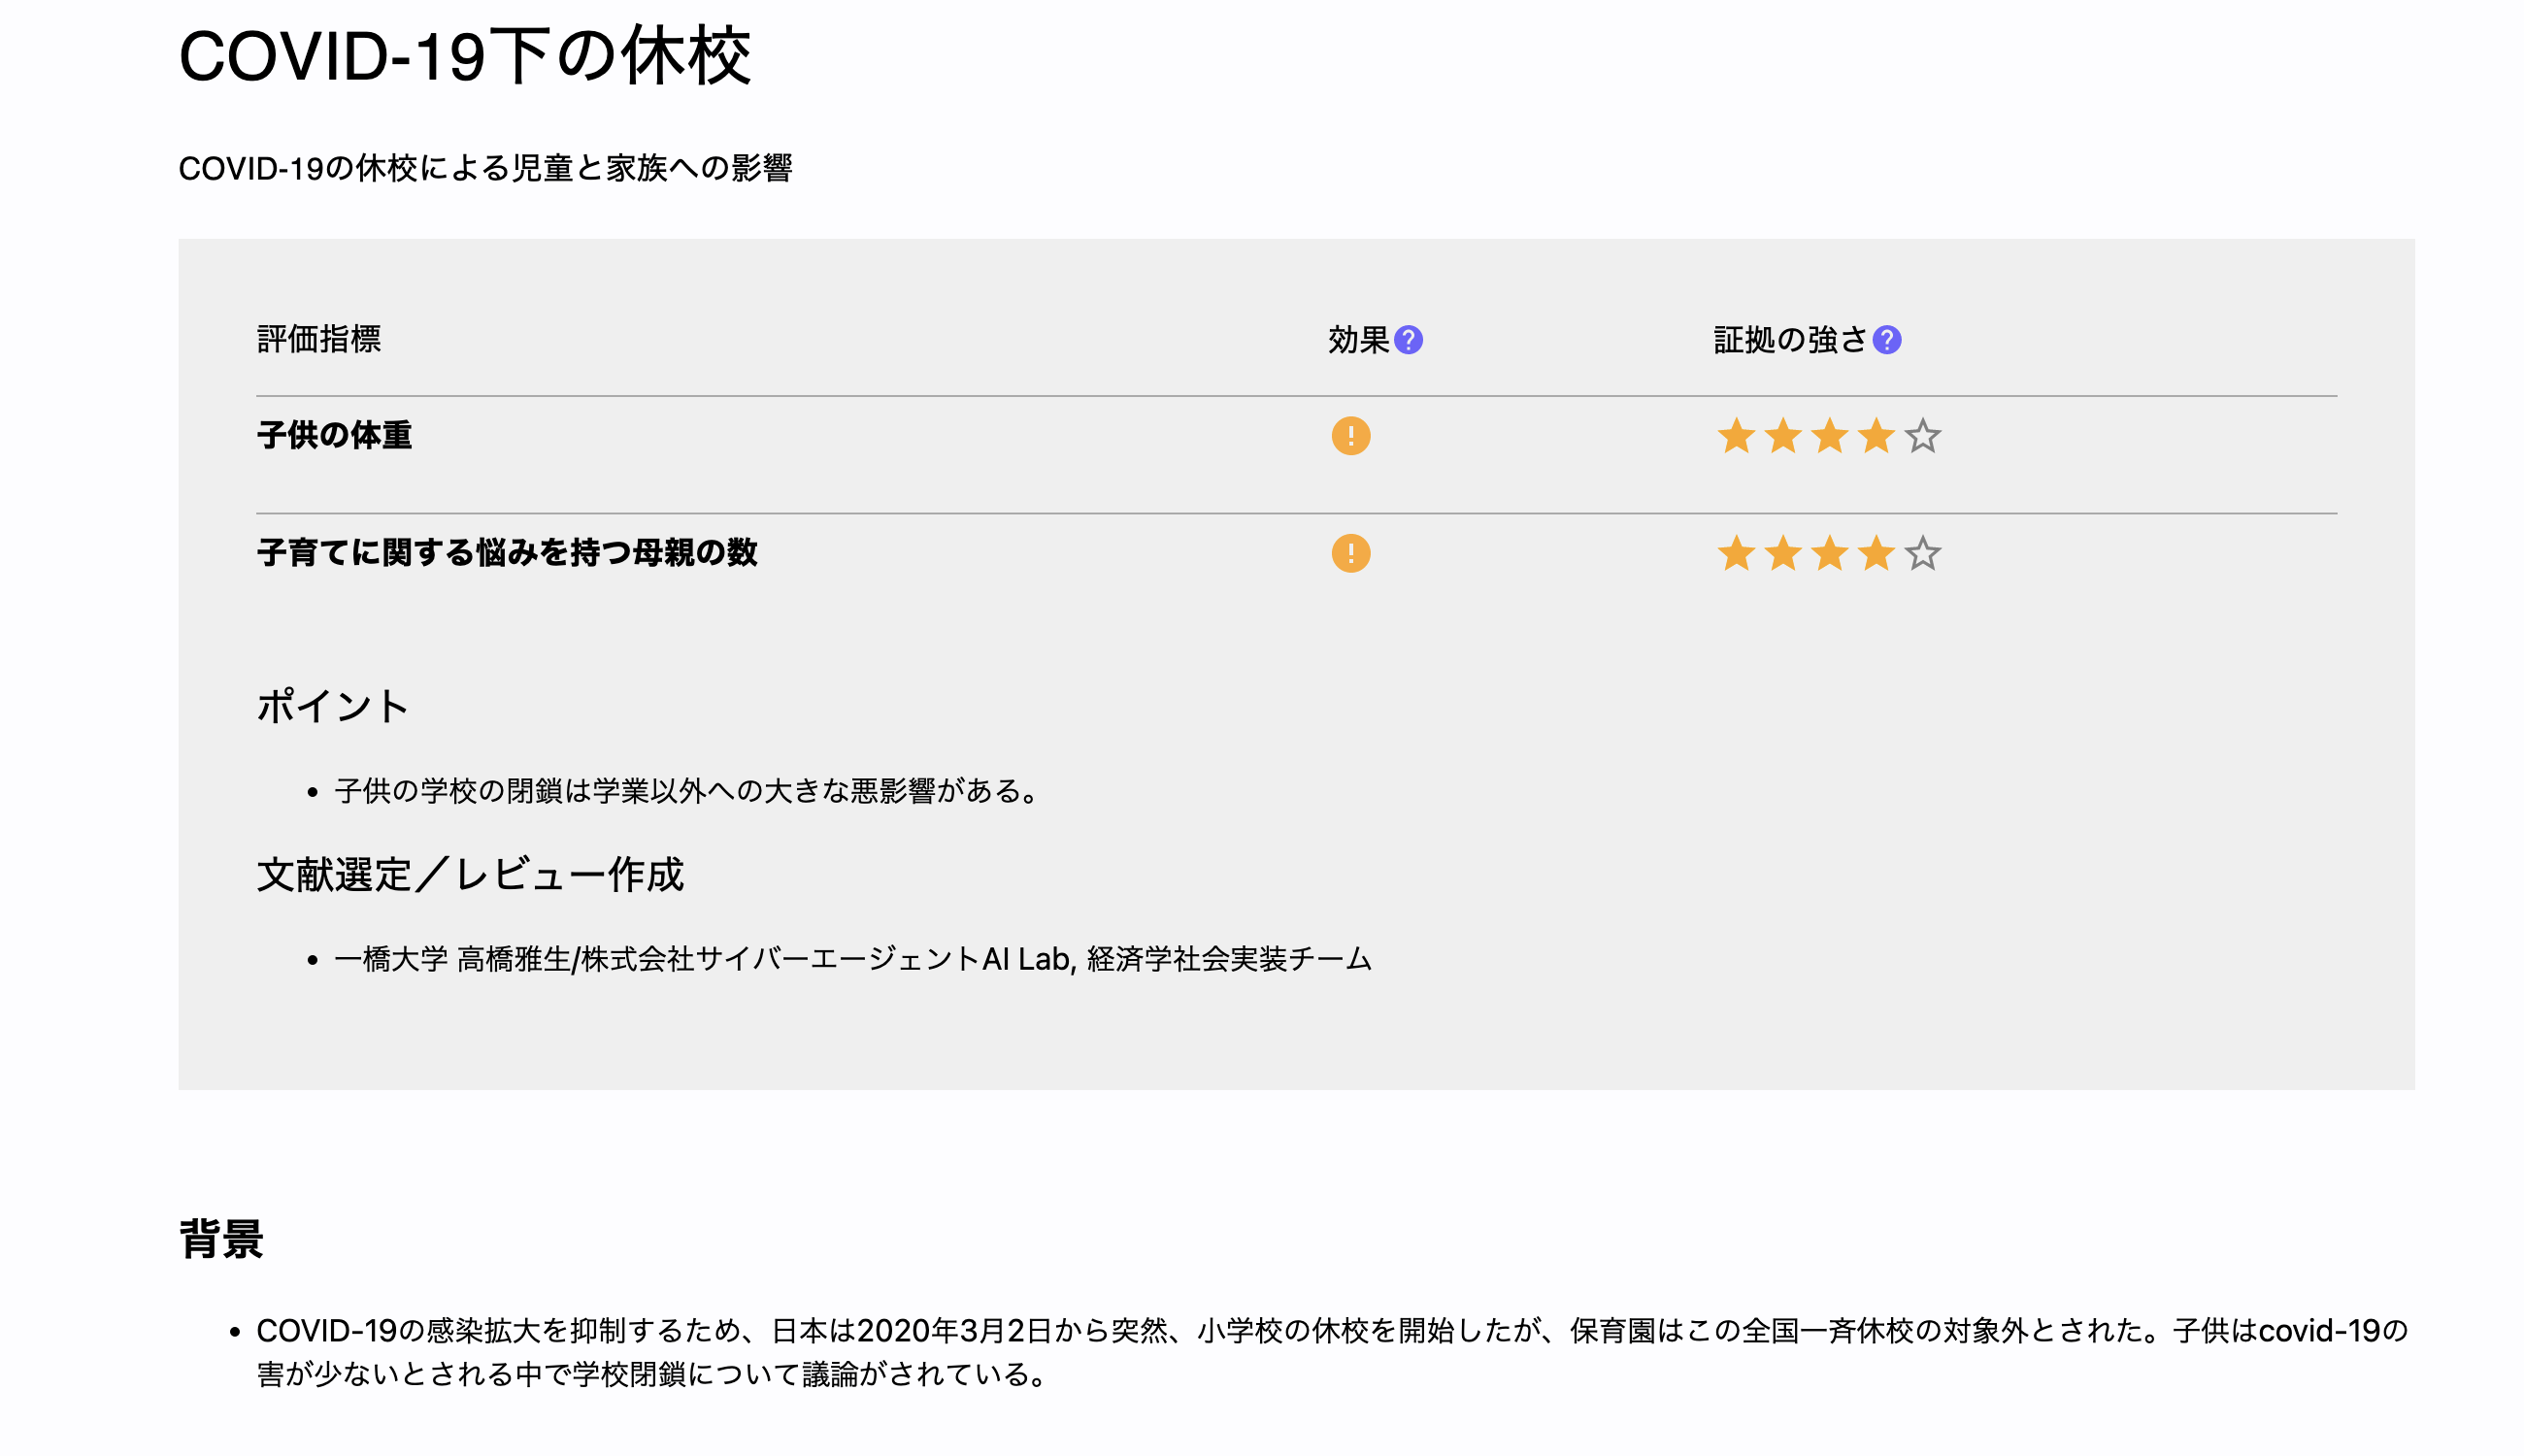 COVID-19下の休校
COVID-19の休校による児童と家族への影響
評価指標 効果? 証拠の強さ?
子供の体重 ! ★★★★☆
子育てに関する悩みを持つ母親の数 ! ★★★★☆
ポイント
• 子供の学校の閉鎖は学業以外への大きな悪影響がある。
文献選定／レビュー作成
• 一橋大学 高橋雅生/株式会社サイバーエージェントAI Lab, 経済学社会実装チーム
背景
• COVID-19の感染拡大を抑制するため、日本は2020年3月2日から突然、小学校の休校を開始したが、保育園はこの全国一斉休校の対象外とされた。子供はcovid-19の
害が少ないとされる中で学校閉鎖について議論がされている。